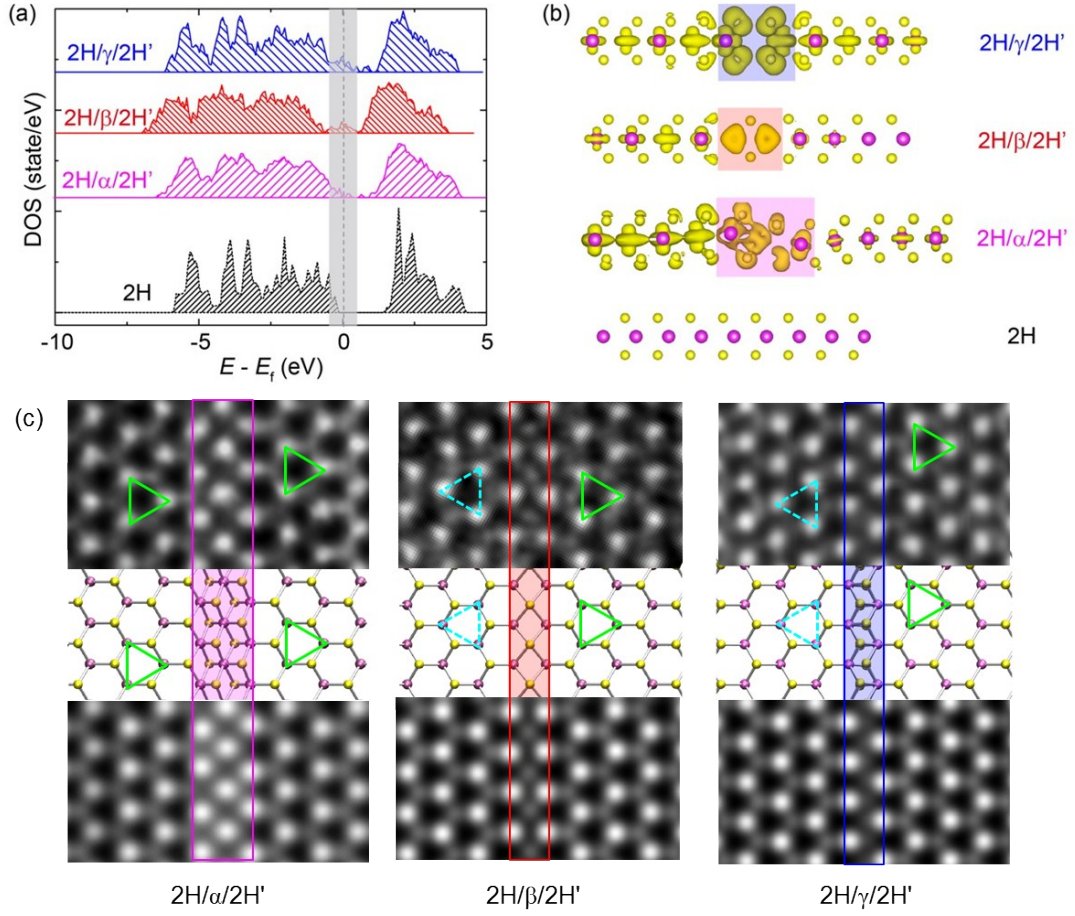 (a)
2H/γ/2H'
2H/β/2H'
2H/α/2H'
2H
DOS (state/eV)
-10 -5 0 5
E - Ef (eV)
(b)
2H/γ/2H'
2H/β/2H'
2H/α/2H'
2H
(c)
2H/α/2H' 2H/β/2H' 2H/γ/2H'